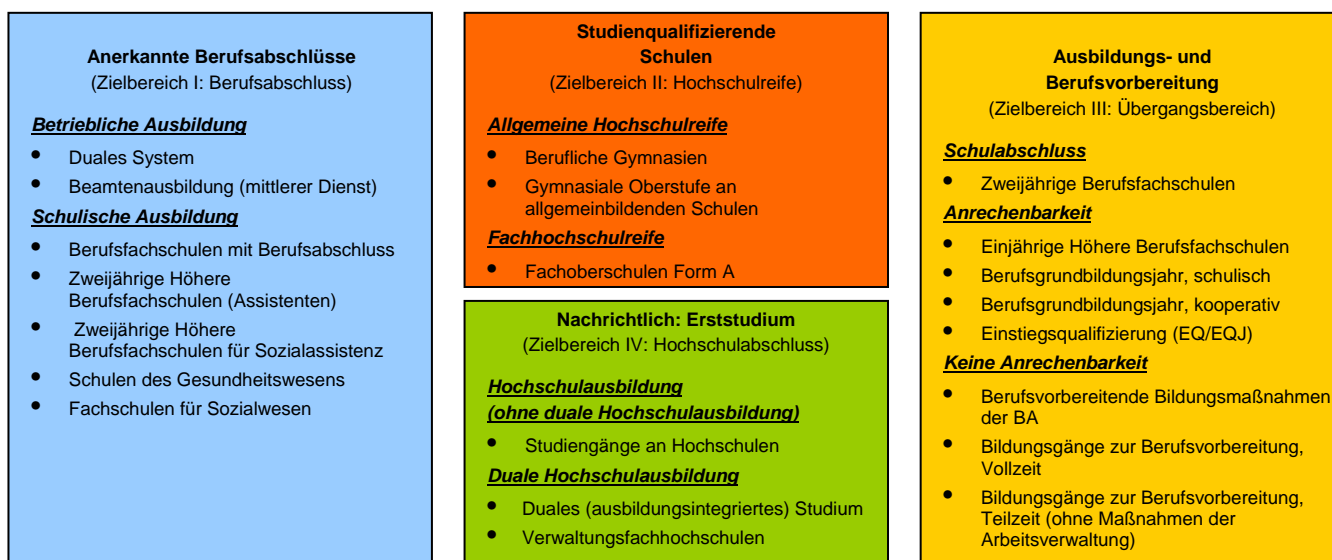 Anerkannte Berufsabschlüsse
(Zielbereich I: Berufsabschluss)
Betriebliche Ausbildung
• Duales System
• Beamtenausbildung (mittlerer Dienst)
Schulische Ausbildung
• Berufsfachschulen mit Berufsabschluss
• Zweijährige Höhere
Berufsfachschulen (Assistenten)
• Zweijährige Höhere
Berufsfachschulen für Sozialassistenz
• Schulen des Gesundheitswesens
• Fachschulen für Sozialwesen
Studienqualifizierende
Schulen
(Zielbereich II: Hochschulreife)
Allgemeine Hochschulreife
• Berufliche Gymnasien
• Gymnasiale Oberstufe an
allgemeinbildenden Schulen
Fachhochschulreife
• Fachoberschulen Form A
Nachrichtlich: Erststudium
(Zielbereich IV: Hochschulabschluss)
Hochschulausbildung
(ohne duale Hochschulausbildung)
• Studiengänge an Hochschulen
Duale Hochschulausbildung
• Duales (ausbildungsintegriertes) Studium
• Verwaltungsfachhochschulen
Ausbildungs- und
Berufsvorbereitung
(Zielbereich III: Übergangsbereich)
Schulabschluss
• Zweijährige Berufsfachschulen
Anrechenbarkeit
• Einjährige Höhere Berufsfachschulen
• Berufsgrundbildungsjahr, schulisch
• Berufsgrundbildungsjahr, kooperativ
• Einstiegsqualifizierung (EQ/EQJ)
Keine Anrechenbarkeit
• Berufsvorbereitende Bildungsmaßnahmen
der BA
• Bildungsgänge zur Berufsvorbereitung,
Vollzeit
• Bildungsgänge zur Berufsvorbereitung,
Teilzeit (ohne Maßnahmen der
Arbeitsverwaltung)